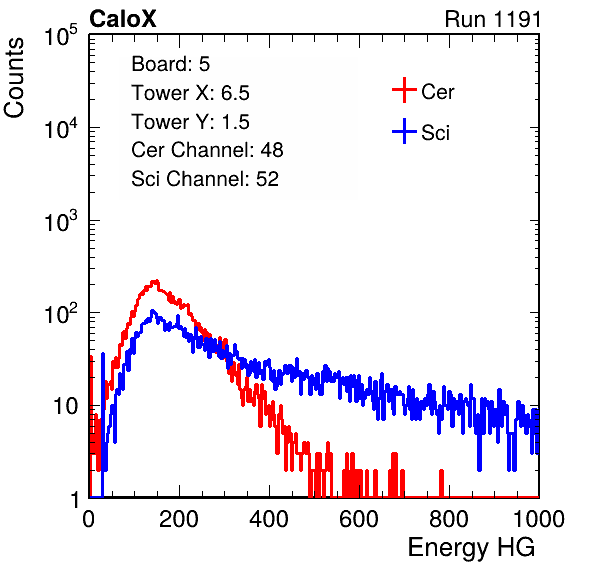 CaloX Run 1191
Counts
10^5
10^4
10^3
10^2
10
1
Board: 5
Tower X: 6.5
Tower Y: 1.5
Cer Channel: 48
Sci Channel: 52
Cer
Sci
0 200 400 600 800 1000
Energy HG